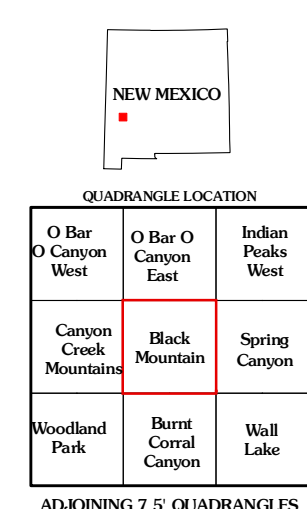 NEW MEXICO
QUADRANGLE LOCATION
O Bar
O Canyon
West
O Bar O
Canyon
East
Indian
Peaks
West
Canyon
Creek
Mountains
Black
Mountain
Spring
Canyon
Woodland
Park
Burnt
Corral
Canyon
Wall
Lake
ADJOINING 7.5' QUADRANGLES